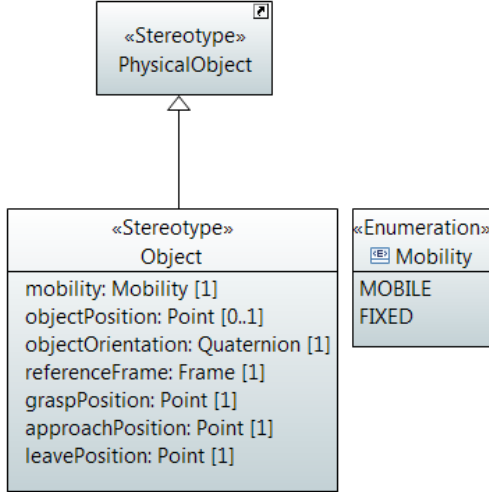 «Stereotype»
PhysicalObject
«Stereotype»
Object
mobility: Mobility [1]
objectPosition: Point [0..1]
objectOrientation: Quaternion [1]
referenceFrame: Frame [1]
graspPosition: Point [1]
approachPosition: Point [1]
leavePosition: Point [1]
«Enumeration»
Mobility
MOBILE
FIXED